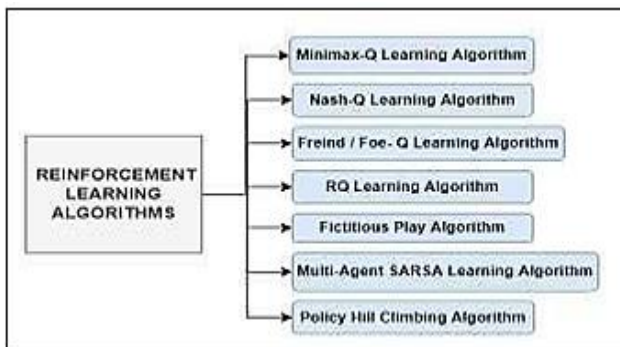 REINFORCEMENT
LEARNING
ALGORITHMS
Minimax-Q Learning Algorithm
Nash-Q Learning Algorithm
Freind / Foe- Q Learning Algorithm
RQ Learning Algorithm
Fictitious Play Algorithm
Multi-Agent SARSA Learning Algorithm
Policy Hill Climbing Algorithm